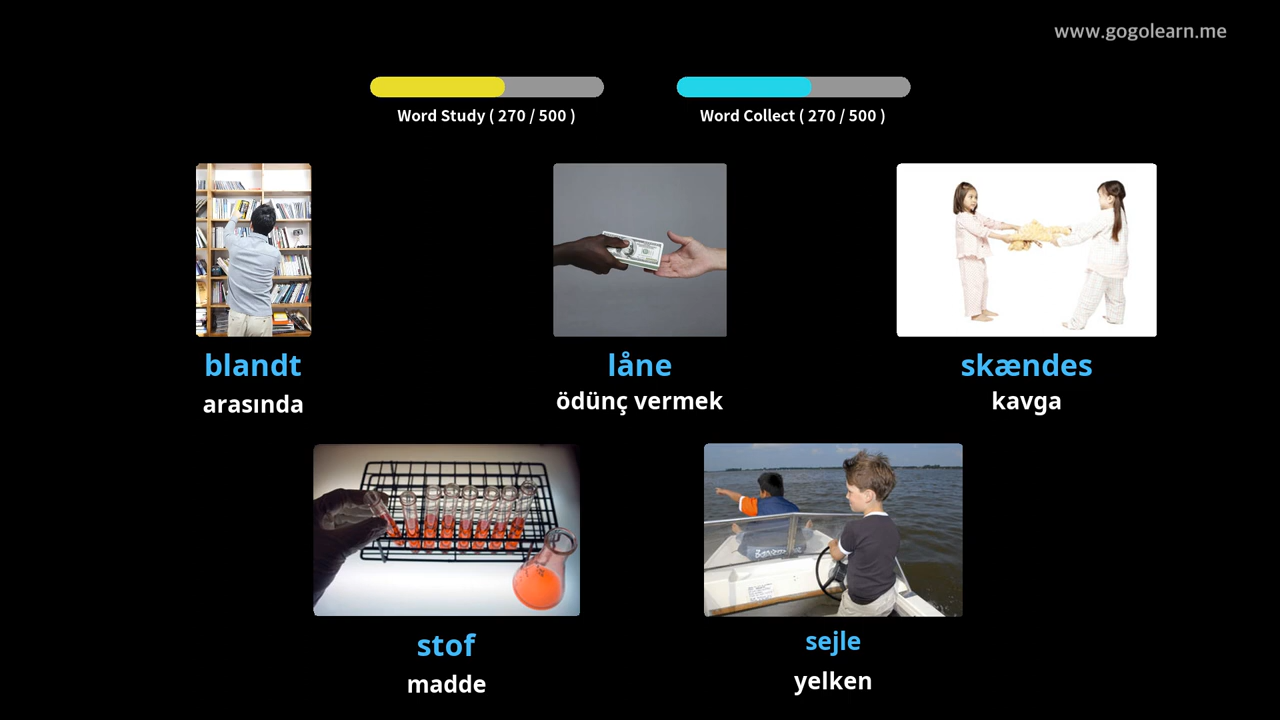 www.gogolearn.me
Word Study ( 270 / 500 )
Word Collect ( 270 / 500 )
blandt
arasında
låne
ödünç vermek
skændes
kavga
stof
madde
sejle
yelken